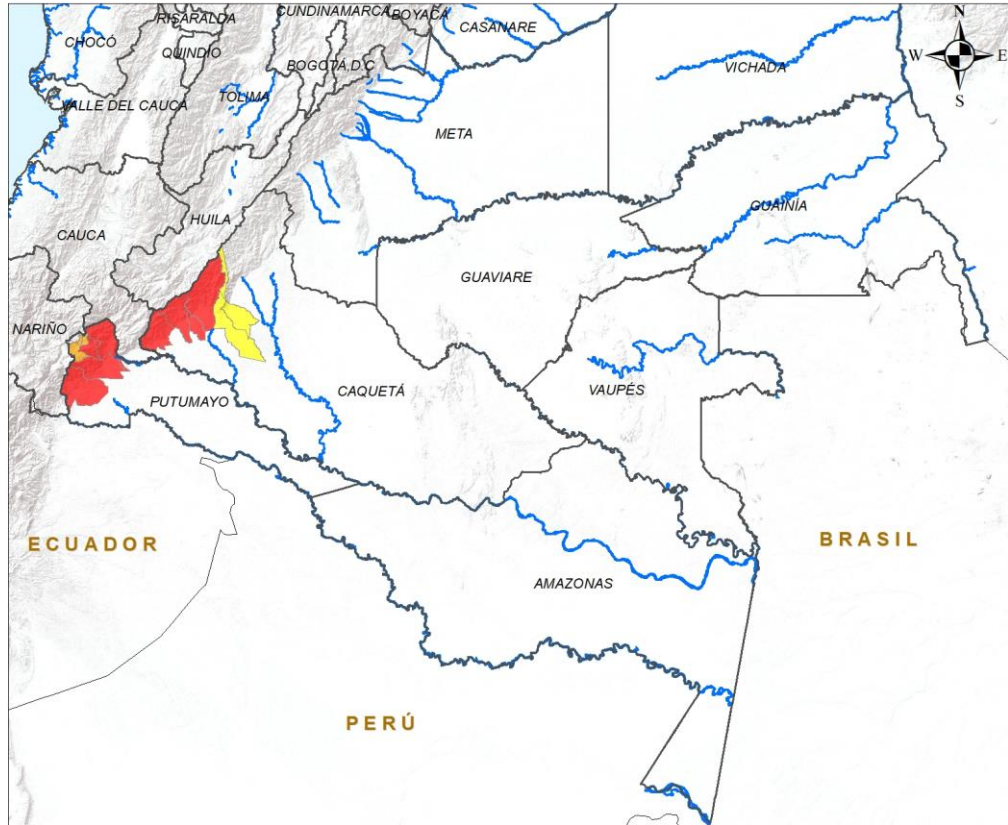 RISARALDA
CUNDINAMARCA
BOYACÁ
CASANARE
CHOCÓ
QUINDÍO
BOGOTÁ D.C
VICHADA
N
W
E
S
VALLE DEL CAUCA
TOLIMA
META
HUILA
GUAINÍA
CAUCA
GUAVIARE
NARIÑO
PUTUMAYO
CAQUETÁ
VAUPÉS
ECUADOR
BRASIL
AMAZONAS
PERÚ